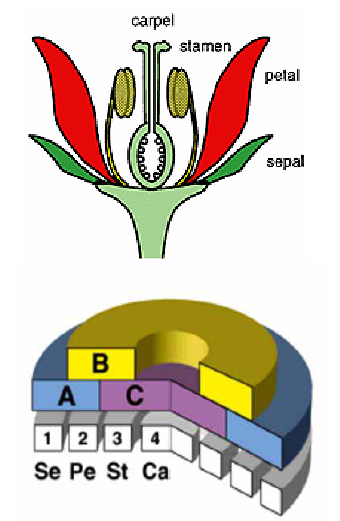 carpel
stamen
petal
sepal
B
A C
1 2 3 4
Se Pe St Ca